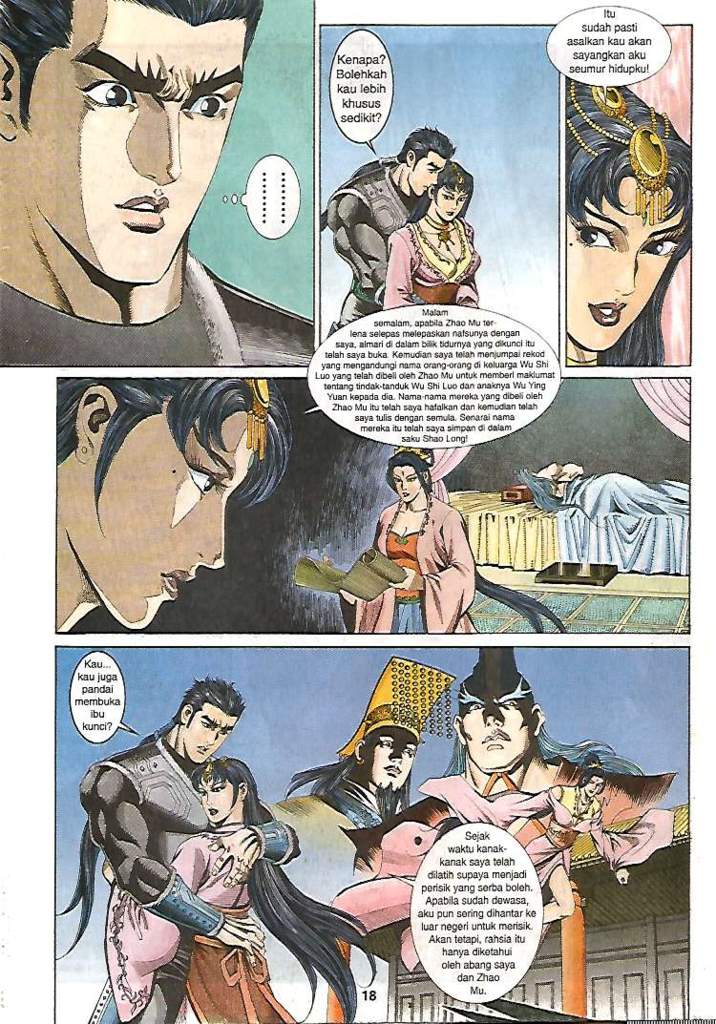 Kenapa?
Bolehkah
kau lebih
khusus
sedikit?
Itu
sudah pasti
asalkan kau akan
sayangkan aku
seumur hidupku!
Malam
semalam, apabila Zhao Mu ter-
lena selepas melepaskan nafsunya dengan
saya, almari di dalam bilik tidurnya yang dikunci itu
telah saya buka. Kemudian saya telah menjumpai rekod
yang mengandungi nama orang-orang di keluarga Wu Shi
Luo yang telah dibeli oleh Zhao Mu untuk memberi maklumat
tentang tindak-tanduk Wu Shi Luo dan anaknya Wu Ying
Yuan kepada dia. Nama-nama mereka yang dibeli oleh
Zhao Mu itu telah saya hafalkan dan kemudian telah
saya tulis dengan semula. Senarai nama
mereka itu telah saya simpan di dalam
saku Shao Long!
Kau...
kau juga
pandai
membuka
ibu
kunci?
Sejak
waktu kanak-
kanak saya telah
dilatih supaya menjadi
perisik yang serba boleh.
Apabila sudah dewasa,
aku pun sering dihantar ke
luar negeri untuk merisik.
Akan tetapi, rahsia itu
hanya diketahui
oleh abang saya
dan Zhao
Mu.
18